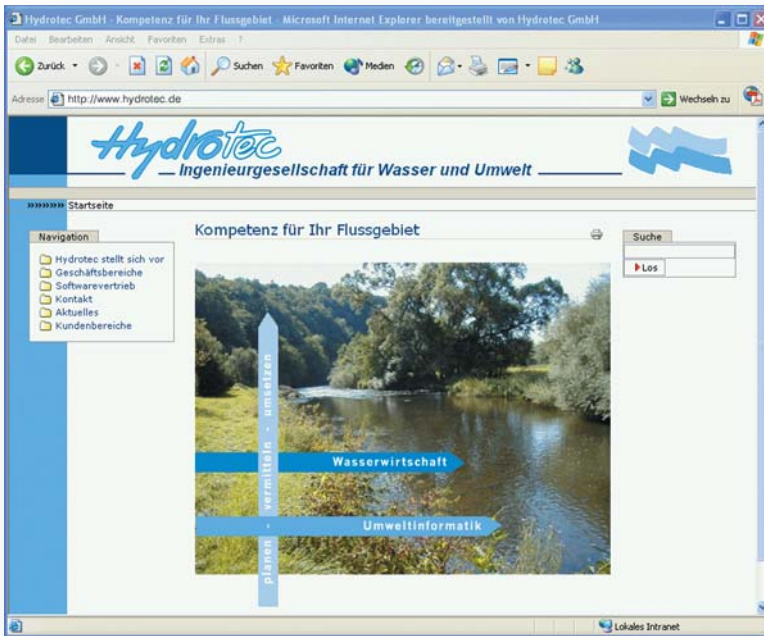 Hydrotec GmbH - Kompetenz für Ihr Flussgebiet - Microsoft Internet Explorer bereitgestellt von Hydrotec GmbH
Datei Bearbeiten Ansicht Favoriten Extras ?
Zurück Suchen Favoriten Medien
Adresse http://www.hydrotec.de Wechseln zu
Hydrotec
Ingenieurgesellschaft für Wasser und Umwelt
»»»»»» Startseite
Navigation
Hydrotec stellt sich vor
Geschäftsbereiche
Softwarevertrieb
Kontakt
Aktuelles
Kundenbereiche
Kompetenz für Ihr Flussgebiet
planen - vermitteln - umsetzen
Wasserwirtschaft
Umweltinformatik
Suche
Los
Lokales Intranet